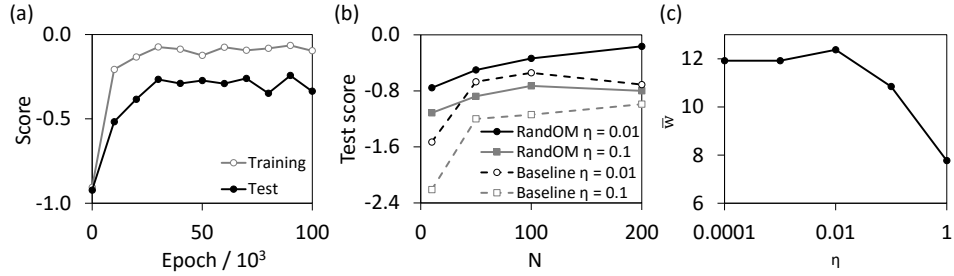 (a)
0.0
-0.5
-1.0
Score
Training
Test
0
50
100
Epoch / 10³
(b)
0.0
-0.8
-1.6
-2.4
Test score
RandOM η = 0.01
RandOM η = 0.1
Baseline η = 0.01
Baseline η = 0.1
0
100
200
N
(c)
12
10
8
6
w̅
0.0001
0.01
1
η